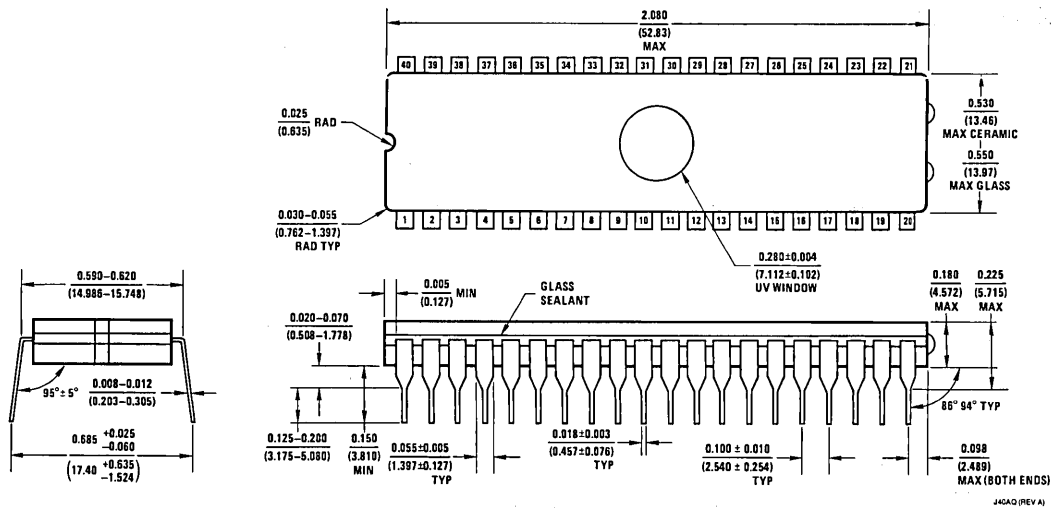 2.080
(52.83)
MAX
40 39 38 37 36 35 34 33 32 31 30 29 28 27 26 25 24 23 22 21
0.025
(0.635) RAD
0.530
(13.46)
MAX CERAMIC
0.550
(13.97)
MAX GLASS
0.030–0.055
(0.762–1.397)
RAD TYP
1 2 3 4 5 6 7 8 9 10 11 12 13 14 15 16 17 18 19 20
0.280±0.004
(7.112±0.102)
UV WINDOW
0.590–0.620
(14.986–15.748)
0.005
(0.127) MIN
GLASS
SEALANT
0.180
(4.572)
MAX
0.225
(5.715)
MAX
0.020–0.070
(0.508–1.778)
95°±5°
0.008–0.012
(0.203–0.305)
86° 94° TYP
0.685 +0.025 −0.060
(17.40 +0.635 −1.524)
0.125–0.200
(3.175–5.080)
0.150
(3.810)
MIN
0.055±0.005
(1.397±0.127)
TYP
0.018±0.003
(0.457±0.076)
TYP
0.100 ± 0.010
(2.540 ± 0.254)
TYP
0.098
(2.489)
MAX (BOTH ENDS)
J40AQ (REV A)